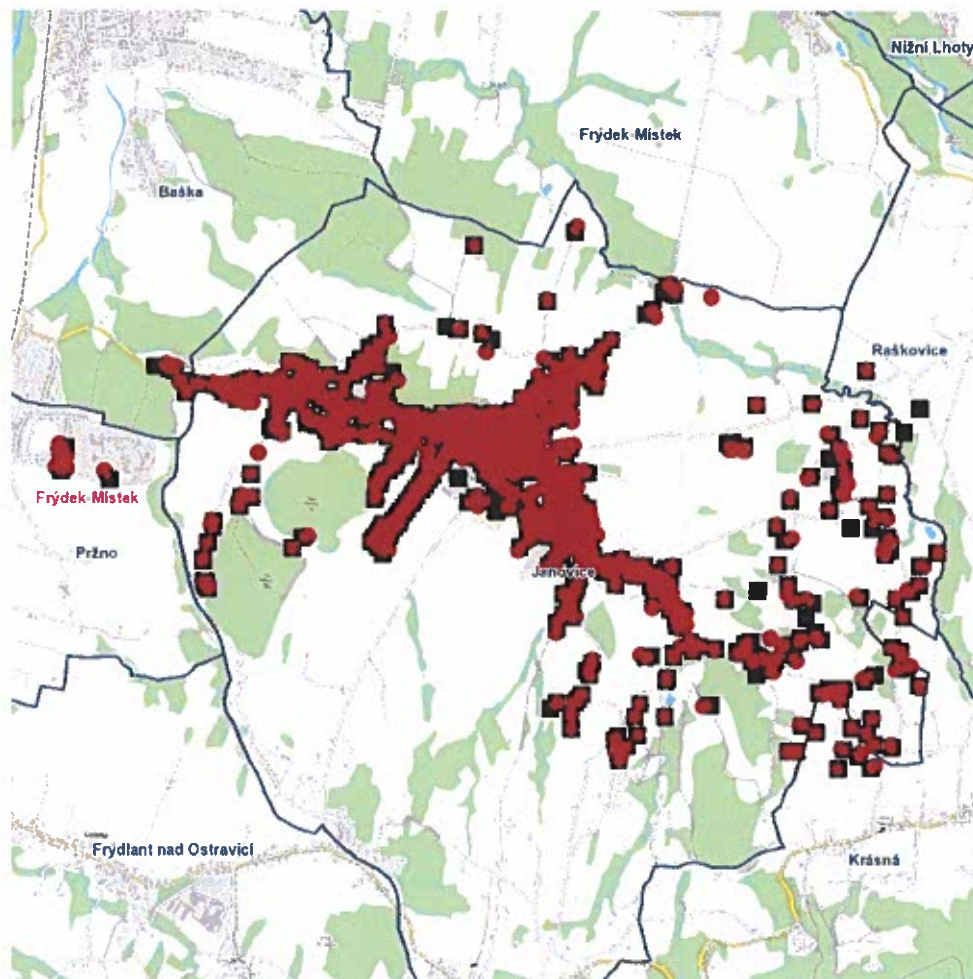 Nižní Lhoty
Frýdek-Místek
Baška
Raškovice
Frýdek-Místek
Pržno
Janovice
Frýdlant nad Ostravicí
Krásná